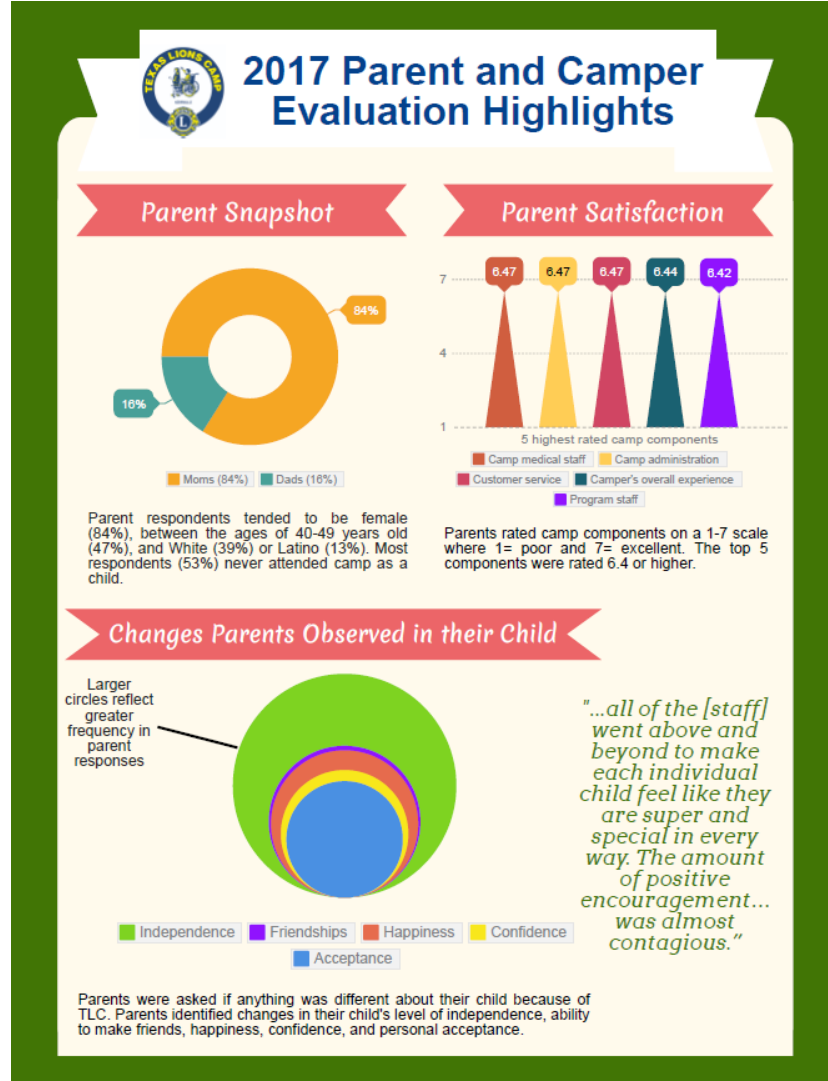 TEXAS LIONS CAMP
L
2017 Parent and Camper
Evaluation Highlights
Parent Snapshot
84%
16%
Moms (84%) Dads (16%)
Parent respondents tended to be female
(84%), between the ages of 40-49 years old
(47%), and White (39%) or Latino (13%). Most
respondents (53%) never attended camp as a
child.
Parent Satisfaction
6.47 6.47 6.47 6.44 6.42
7
4
1
5 highest rated camp components
Camp medical staff Camp administration
Customer service Camper's overall experience
Program staff
Parents rated camp components on a 1-7 scale
where 1= poor and 7= excellent. The top 5
components were rated 6.4 or higher.
Changes Parents Observed in their Child
Larger
circles reflect
greater
frequency in
parent
responses
Independence Friendships Happiness Confidence
Acceptance
Parents were asked if anything was different about their child because of
TLC. Parents identified changes in their child's level of independence, ability
to make friends, happiness, confidence, and personal acceptance.
"...all of the [staff]
went above and
beyond to make
each individual
child feel like they
are super and
special in every
way. The amount
of positive
encouragement...
was almost
contagious."